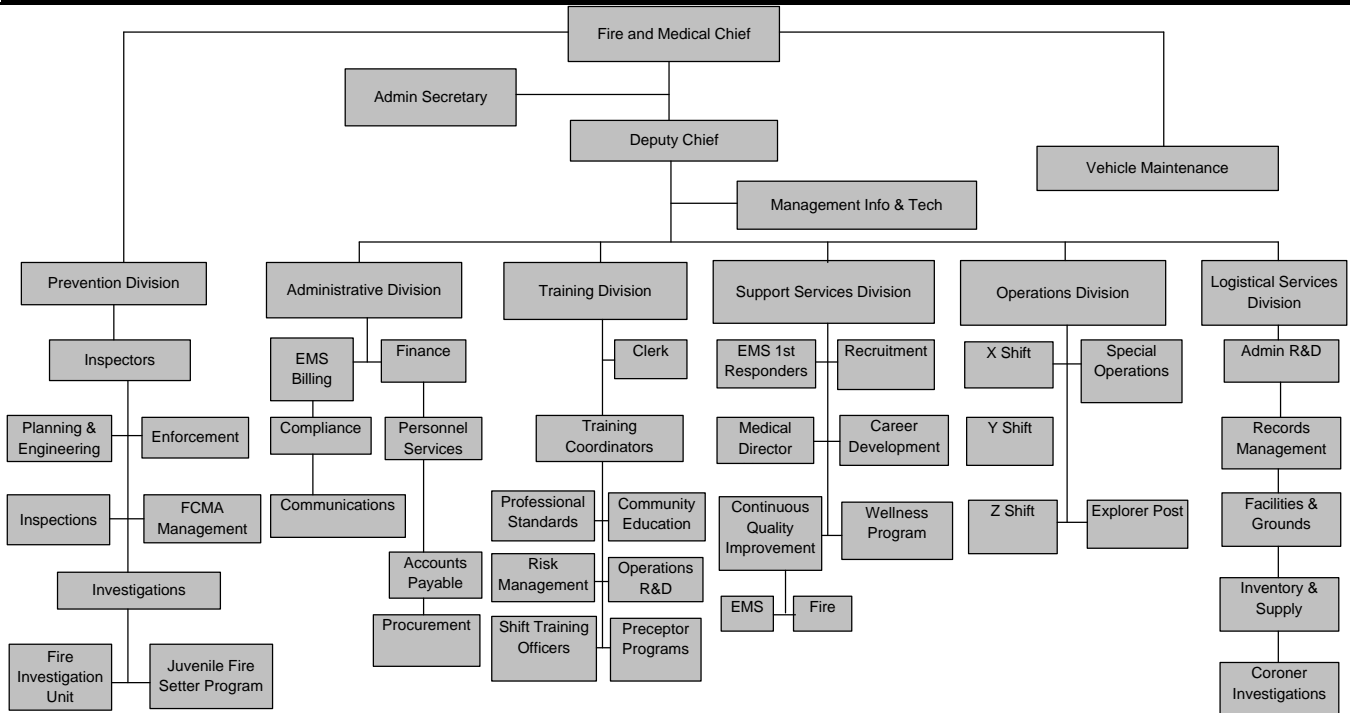 Fire and Medical Chief
Admin Secretary
Deputy Chief
Vehicle Maintenance
Management Info & Tech
Prevention Division
Inspectors
Planning &
Engineering
Enforcement
Inspections
FCMA
Management
Investigations
Fire
Investigation
Unit
Juvenile Fire
Setter Program
Administrative Division
EMS
Billing
Finance
Compliance
Personnel
Services
Communications
Accounts
Payable
Procurement
Training Division
Clerk
Training
Coordinators
Professional
Standards
Community
Education
Risk
Management
Operations
R&D
Shift Training
Officers
Preceptor
Programs
Support Services Division
EMS 1st
Responders
Recruitment
Medical
Director
Career
Development
Continuous
Quality
Improvement
Wellness
Program
EMS
Fire
Operations Division
X Shift
Special
Operations
Y Shift
Z Shift
Explorer Post
Logistical Services
Division
Admin R&D
Records
Management
Facilities &
Grounds
Inventory &
Supply
Coroner
Investigations